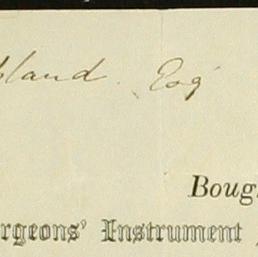 land. Esq
Boug
rgeons' Instrument